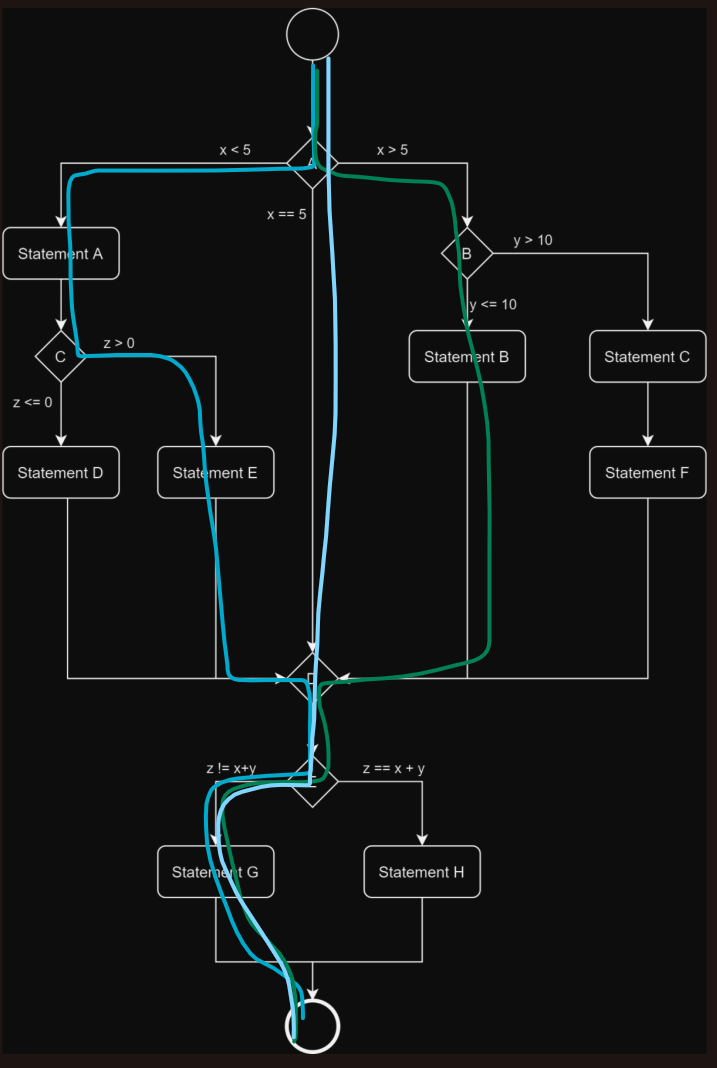 x < 5
x > 5
A
x == 5
Statement A
B
y > 10
y <= 10
C
z > 0
Statement B
Statement C
z <= 0
Statement D
Statement E
Statement F
z != x+y
z == x + y
Statement G
Statement H